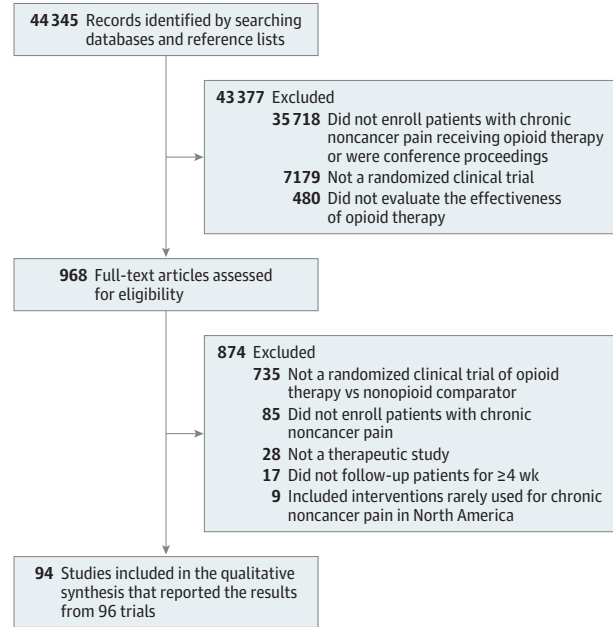 44 345 Records identified by searching
databases and reference lists
43 377 Excluded
35 718 Did not enroll patients with chronic
noncancer pain receiving opioid therapy
or were conference proceedings
7179 Not a randomized clinical trial
480 Did not evaluate the effectiveness
of opioid therapy
968 Full-text articles assessed
for eligibility
874 Excluded
735 Not a randomized clinical trial of opioid
therapy vs nonopioid comparator
85 Did not enroll patients with chronic
noncancer pain
28 Not a therapeutic study
17 Did not follow-up patients for ≥4 wk
9 Included interventions rarely used for chronic
noncancer pain in North America
94 Studies included in the qualitative
synthesis that reported the results
from 96 trials